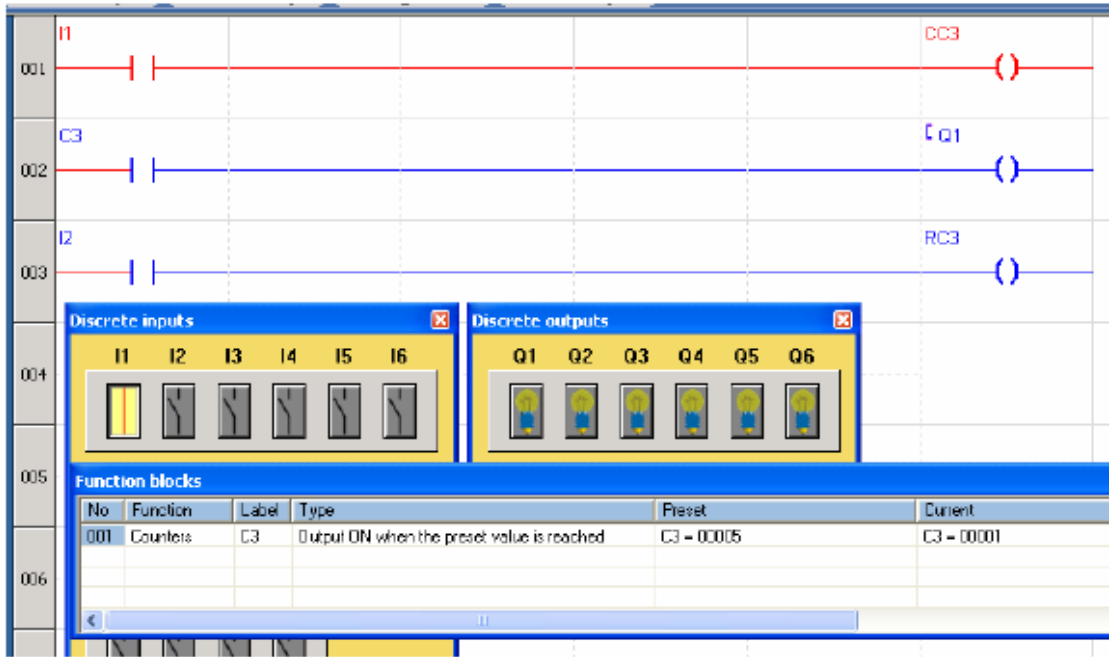 I1 CC3
001
C3 [ Q1
002
I2 RC3
003
Discrete inputs Discrete outputs
I1 I2 I3 I4 I5 I6 Q1 Q2 Q3 Q4 Q5 Q6
004
005
Function blocks
No Function Label Type Preset Current
001 Counters C3 Output ON when the preset value is reached C3 = 00005 C3 = 00001
006